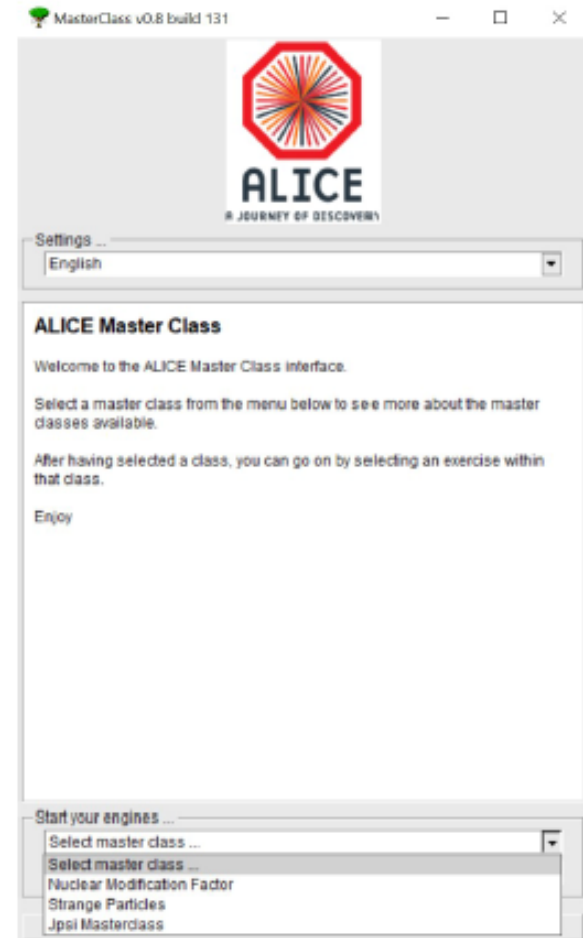 MasterClass v0.8 build 131
ALICE
A JOURNEY OF DISCOVERY
Settings ...
English
ALICE Master Class
Welcome to the ALICE Master Class interface.
Select a master class from the menu below to see more about the master
classes available.
After having selected a class, you can go on by selecting an exercise within
that class.
Enjoy
Start your engines ...
Select master class ...
Select master class ...
Nuclear Modification Factor
Strange Particles
Jpsi Masterclass